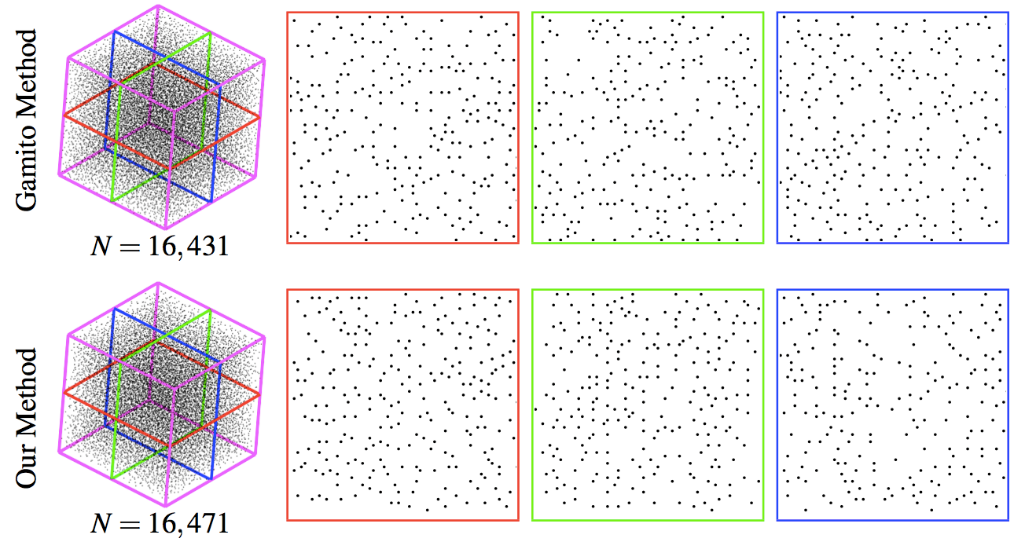 Gamito Method
N = 16,431
Our Method
N = 16,471